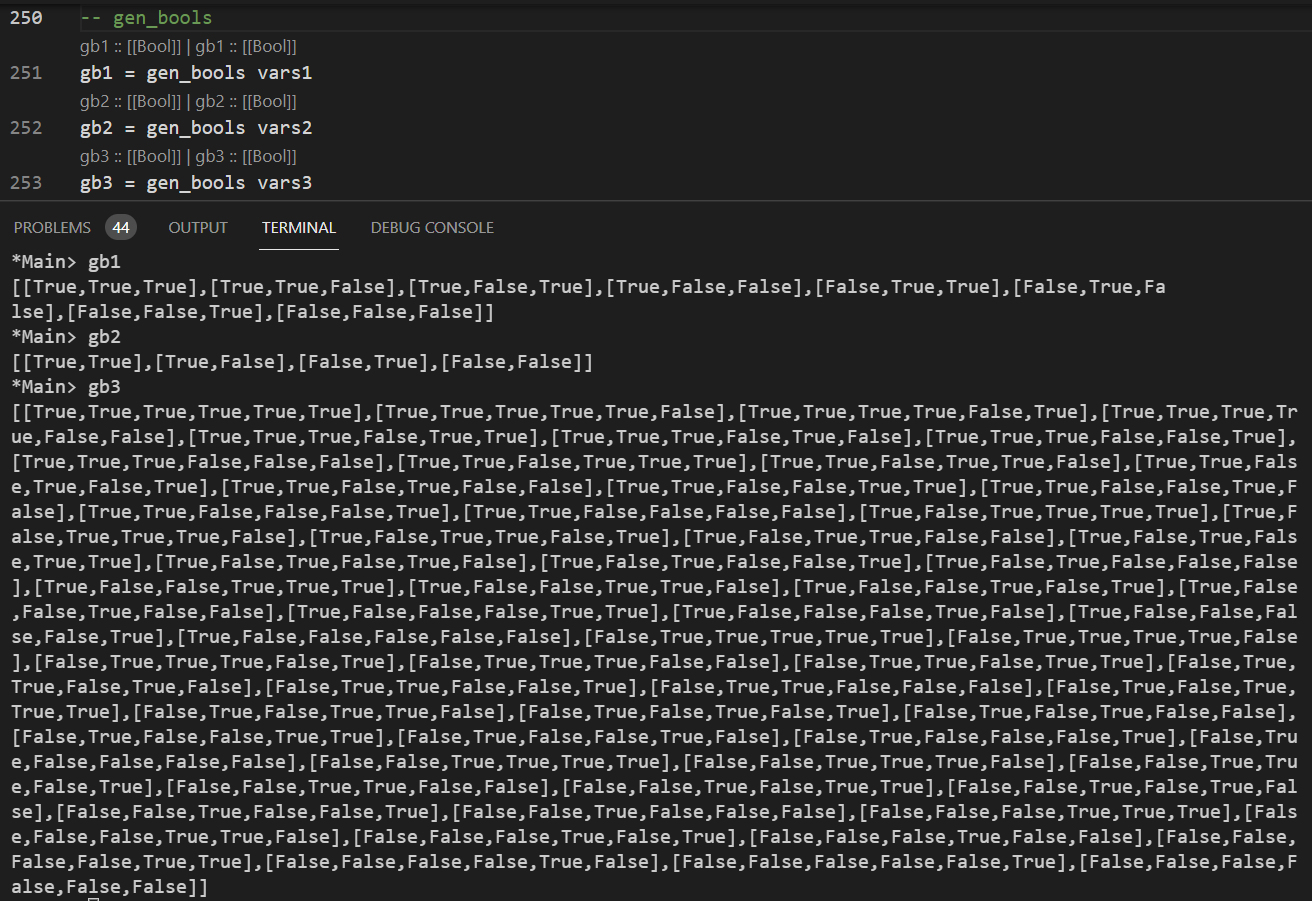 250 -- gen_bools
gb1 :: [[Bool]] | gb1 :: [[Bool]]
251 gb1 = gen_bools vars1
gb2 :: [[Bool]] | gb2 :: [[Bool]]
252 gb2 = gen_bools vars2
gb3 :: [[Bool]] | gb3 :: [[Bool]]
253 gb3 = gen_bools vars3
PROBLEMS 44 OUTPUT TERMINAL DEBUG CONSOLE
*Main> gb1
[[True,True,True],[True,True,False],[True,False,True],[True,False,False],[False,True,True],[False,True,Fa
lse],[False,False,True],[False,False,False]]
*Main> gb2
[[True,True],[True,False],[False,True],[False,False]]
*Main> gb3
[[True,True,True,True,True,True],[True,True,True,True,True,False],[True,True,True,True,False,True],[True,True,True,Tr
ue,False,False],[True,True,True,False,True,True],[True,True,True,False,True,False],[True,True,True,False,False,True],
[True,True,True,False,False,False],[True,True,False,True,True,True],[True,True,False,True,True,False],[True,True,Fals
e,True,False,True],[True,True,False,True,False,False],[True,True,False,False,True,True],[True,True,False,False,True,F
alse],[True,True,False,False,False,True],[True,True,False,False,False,False],[True,False,True,True,True,True],[True,F
alse,True,True,True,False],[True,False,True,True,False,True],[True,False,True,True,False,False],[True,False,True,Fals
e,True,True],[True,False,True,False,True,False],[True,False,True,False,False,True],[True,False,True,False,False,False
],[True,False,False,True,True,True],[True,False,False,True,True,False],[True,False,False,True,False,True],[True,False
,False,True,False,False],[True,False,False,False,True,True],[True,False,False,False,True,False],[True,False,False,Fal
se,False,True],[True,False,False,False,False,False],[False,True,True,True,True,True],[False,True,True,True,True,False
],[False,True,True,True,False,True],[False,True,True,True,False,False],[False,True,True,False,True,True],[False,True,
True,False,True,False],[False,True,True,False,False,True],[False,True,True,False,False,False],[False,True,False,True,
True,True],[False,True,False,True,True,False],[False,True,False,True,False,True],[False,True,False,True,False,False],
[False,True,False,False,True,True],[False,True,False,False,True,False],[False,True,False,False,False,True],[False,Tru
e,False,False,False,False],[False,False,True,True,True,True],[False,False,True,True,True,False],[False,False,True,Tru
e,False,True],[False,False,True,True,False,False],[False,False,True,False,True,True],[False,False,True,False,True,Fal
se],[False,False,True,False,False,True],[False,False,True,False,False,False],[False,False,False,True,True,True],[Fals
e,False,False,True,True,False],[False,False,False,True,False,True],[False,False,False,True,False,False],[False,False,
False,False,True,True],[False,False,False,False,True,False],[False,False,False,False,False,True],[False,False,False,F
alse,False,False]]